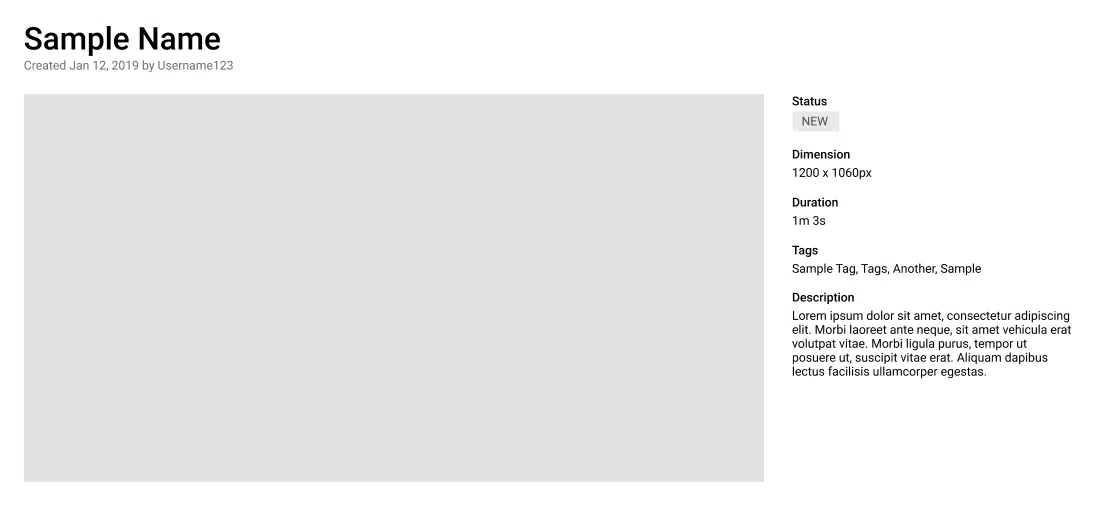 Sample Name
Created Jan 12, 2019 by Username123
Status
NEW
Dimension
1200 x 1060px
Duration
1m 3s
Tags
Sample Tag, Tags, Another, Sample
Description
Lorem ipsum dolor sit amet, consectetur adipiscing
elit. Morbi laoreet ante neque, sit amet vehicula erat
volutpat vitae. Morbi ligula purus, tempor ut
posuere ut, suscipit vitae erat. Aliquam dapibus
lectus facilisis ullamcorper egestas.